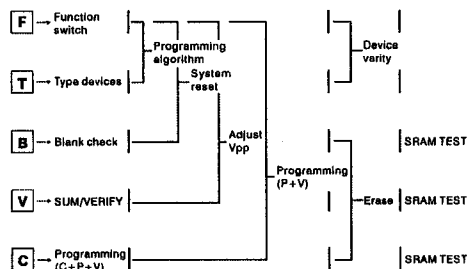 F → Function
switch
Programming
algorithm
System
reset
Device
varity
T → Type devices
B → Blank check
Adjust
Vpp
SRAM TEST
Programming
(P+V)
V → SUM/VERIFY
Erase
SRAM TEST
C → Programming
(C+P+V)
SRAM TEST